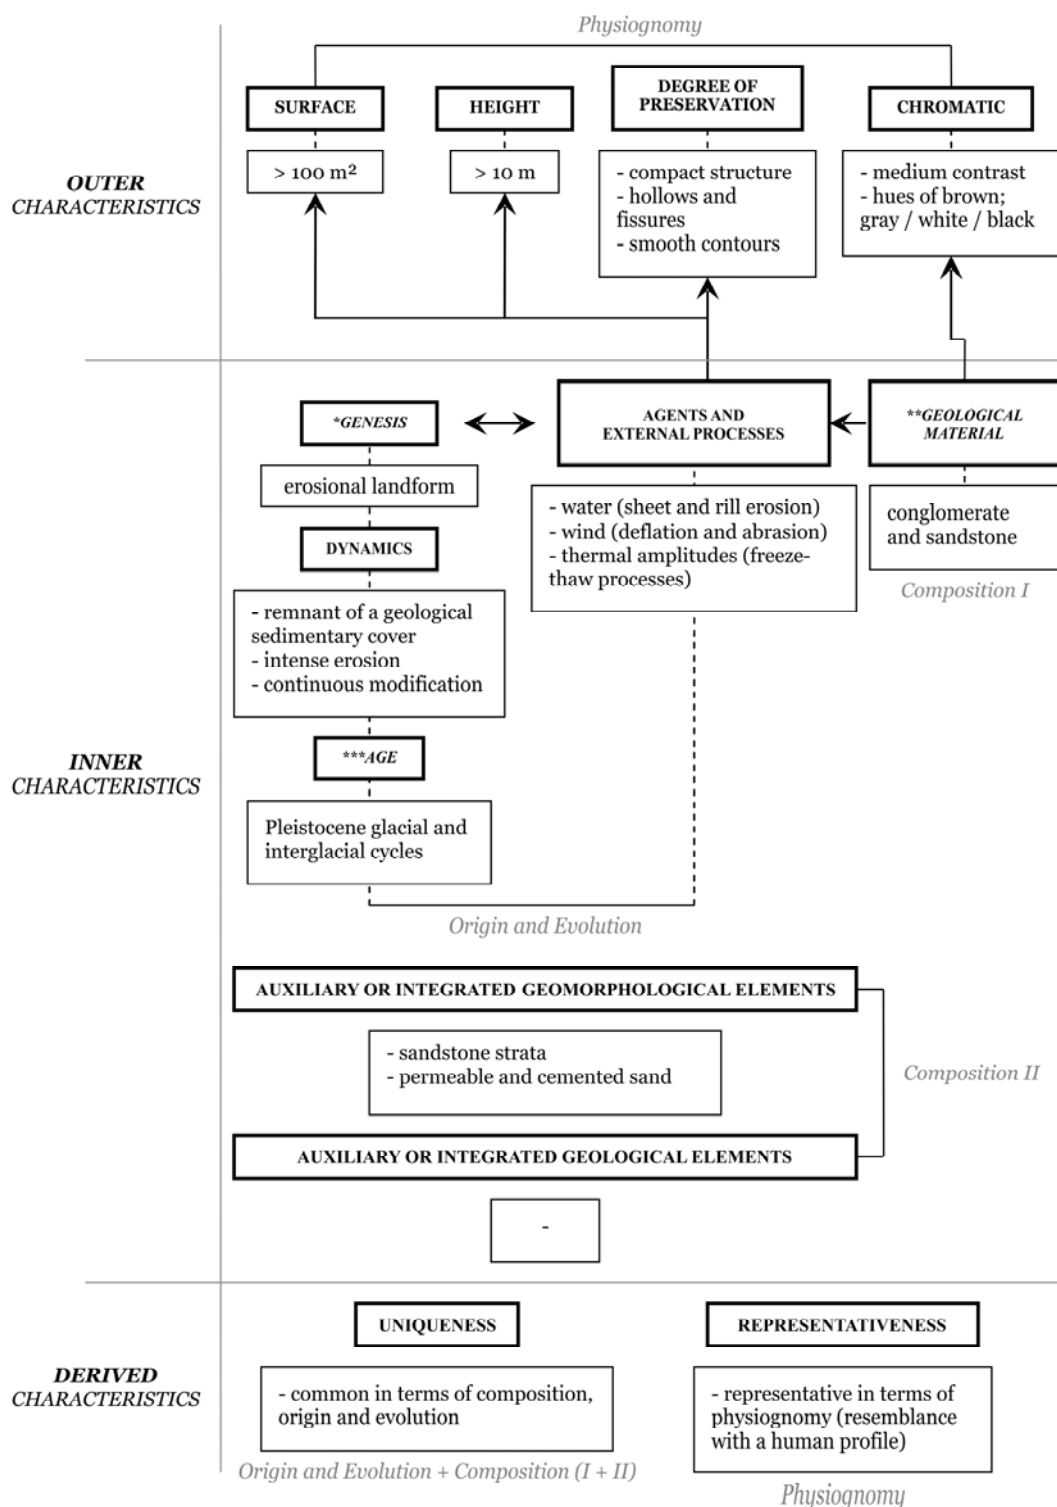 Physiognomy
SURFACE
HEIGHT
DEGREE OF
PRESERVATION
CHROMATIC
> 100 m²
> 10 m
- compact structure
- hollows and
fissures
- smooth contours
- medium contrast
- hues of brown;
gray / white / black
OUTER
CHARACTERISTICS
*GENESIS
AGENTS AND
EXTERNAL PROCESSES
**GEOLOGICAL
MATERIAL
erosional landform
- water (sheet and rill erosion)
- wind (deflation and abrasion)
- thermal amplitudes (freeze-
thaw processes)
conglomerate
and sandstone
Composition I
DYNAMICS
- remnant of a geological
sedimentary cover
- intense erosion
- continuous modification
INNER
CHARACTERISTICS
***AGE
Pleistocene glacial and
interglacial cycles
Origin and Evolution
AUXILIARY OR INTEGRATED GEOMORPHOLOGICAL ELEMENTS
- sandstone strata
- permeable and cemented sand
Composition II
AUXILIARY OR INTEGRATED GEOLOGICAL ELEMENTS
-
UNIQUENESS
REPRESENTATIVENESS
DERIVED
CHARACTERISTICS
- common in terms of composition,
origin and evolution
- representative in terms of
physiognomy (resemblance
with a human profile)
Origin and Evolution + Composition (I + II)
Physiognomy